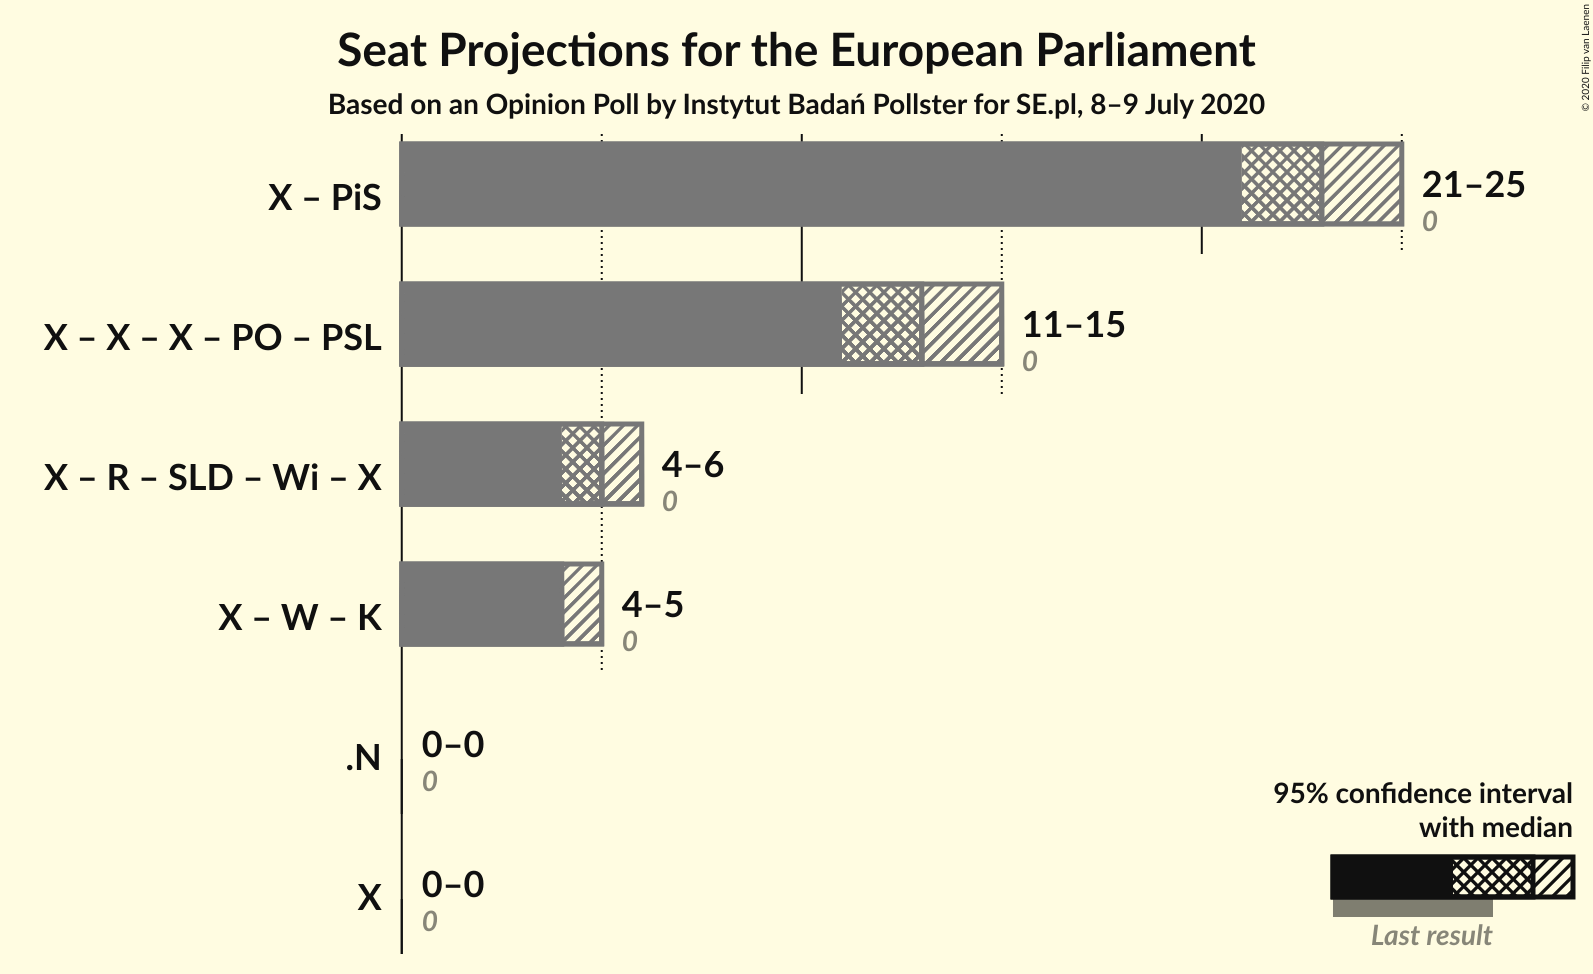 Seat Projections for the European Parliament
Based on an Opinion Poll by Instytut Badań Pollster for SE.pl, 8–9 July 2020
© 2020 Filip van Laenen
X – PiS
21–25
0
X – X – X – PO – PSL
11–15
0
X – R – SLD – Wi – X
4–6
0
X – W – K
4–5
0
.N
0–0
0
X
0–0
0
95% confidence interval
with median
Last result